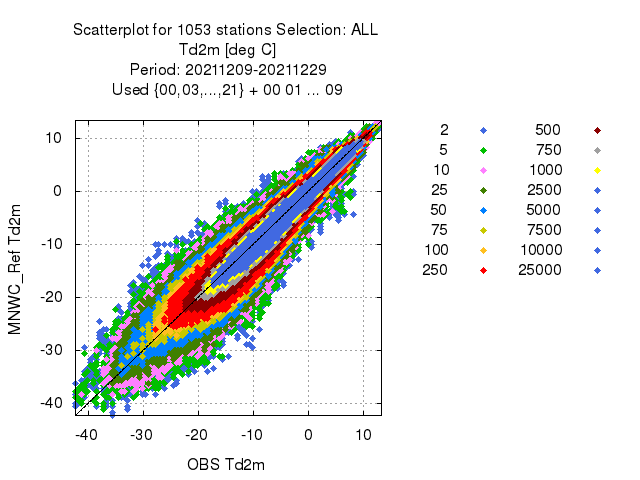 Scatterplot for 1053 stations Selection: ALL
Td2m [deg C]
Period: 20211209-20211229
Used {00,03,...,21} + 00 01 ... 09
10
0
-10
-20
-30
-40
MNWC_Ref Td2m
-40 -30 -20 -10 0 10
OBS Td2m
2 500
5 750
10 1000
25 2500
50 5000
75 7500
100 10000
250 25000